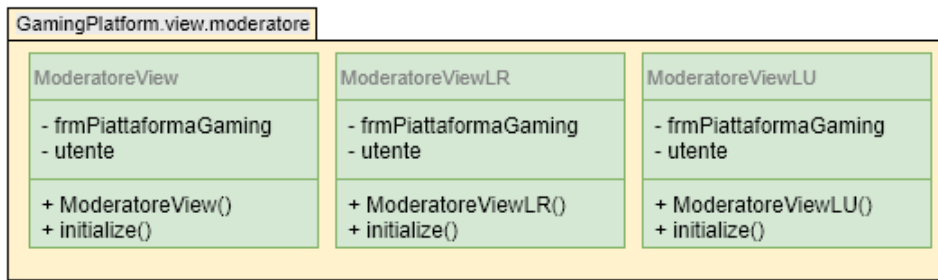 GamingPlatform.view.moderatore
ModeratoreView
- frmPiattaformaGaming
- utente
+ ModeratoreView()
+ initialize()
ModeratoreViewLR
- frmPiattaformaGaming
- utente
+ ModeratoreViewLR()
+ initialize()
ModeratoreViewLU
- frmPiattaformaGaming
- utente
+ ModeratoreViewLU()
+ initialize()